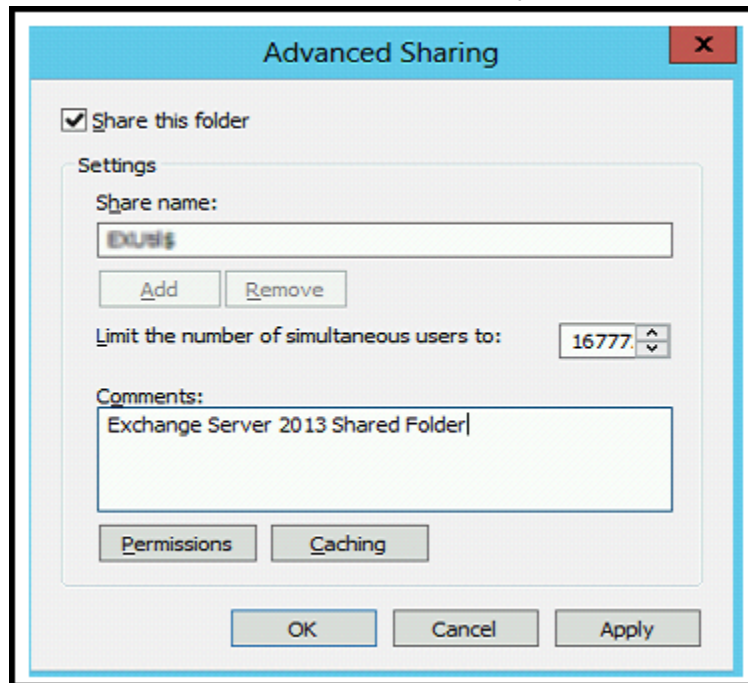 Advanced Sharing
x
Share this folder
Settings
Share name:
Add Remove
Limit the number of simultaneous users to: 16777
Comments:
Exchange Server 2013 Shared Folder
Permissions Caching
OK Cancel Apply